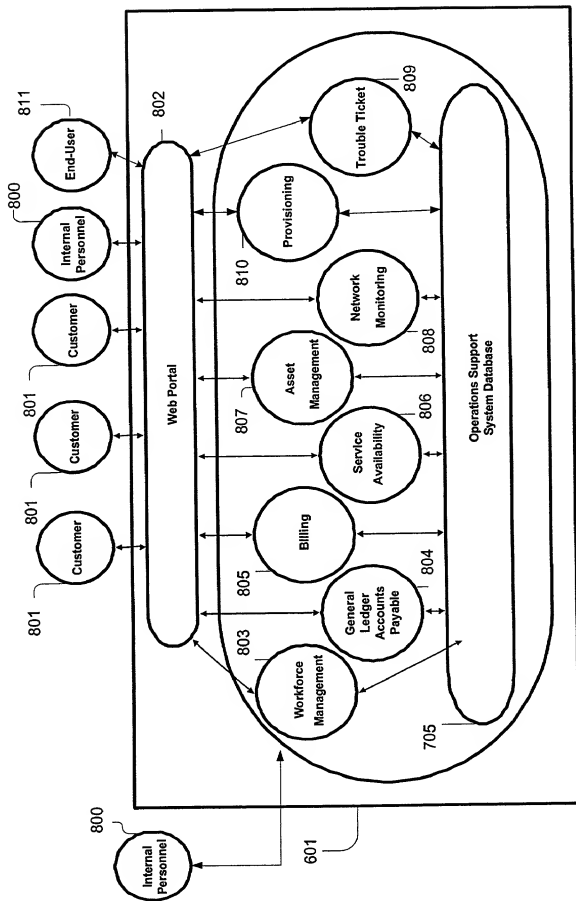 800
Internal
Personnel
801
Customer
801
Customer
801
Customer
800
Internal
Personnel
811
End-User
802
Web Portal
803
Workforce
Management
General
Ledger
Accounts
Payable
804
805
Billing
Service
Availability
806
807
Asset
Management
Network
Monitoring
808
810
Provisioning
Trouble Ticket
809
705
Operations Support
System Database
601